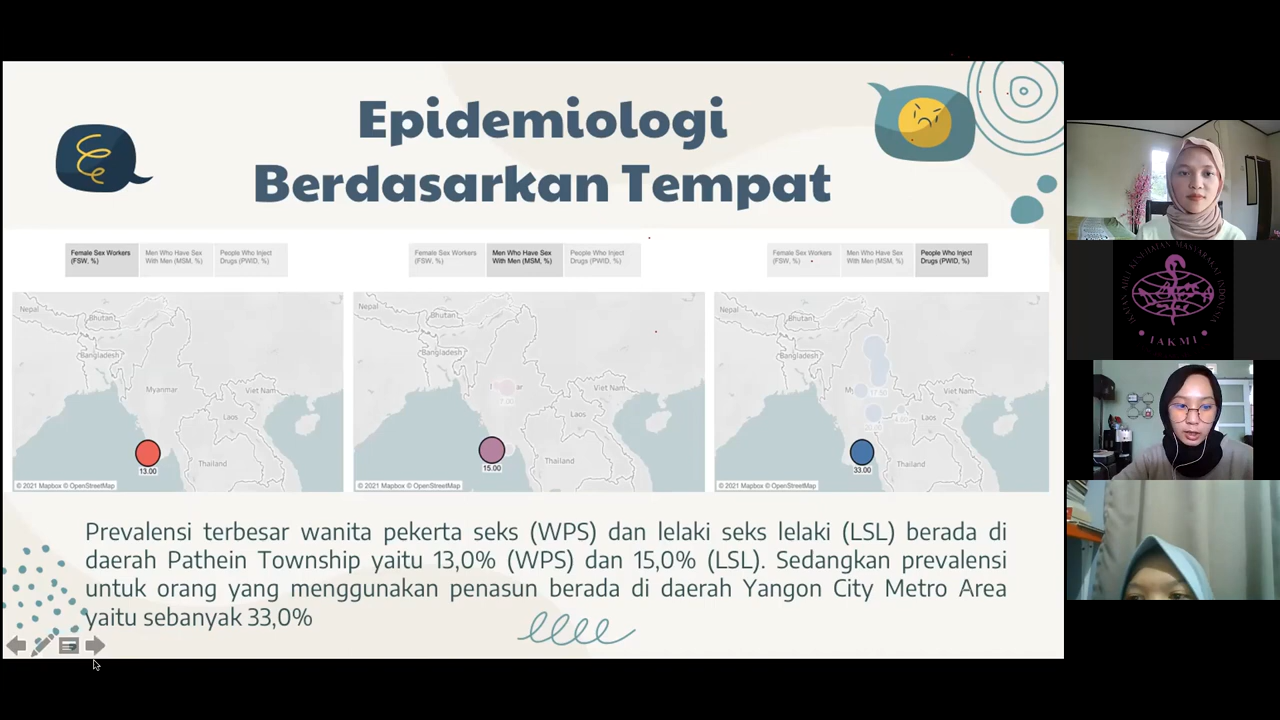 Epidemiologi
Berdasarkan Tempat
Female Sex Workers
(FSW, %)
Men Who Have Sex
With Men (MSM, %)
People Who Inject
Drugs (PWID, %)
Female Sex Workers
(FSW, %)
Men Who Have Sex
With Men (MSM, %)
People Who Inject
Drugs (PWID, %)
Female Sex Workers
(FSW, %)
Men Who Have Sex
With Men (MSM, %)
People Who Inject
Drugs (PWID, %)
Nepal
Bhutan
Bangladesh
Myanmar
Viet Nam
Laos
Thailand
13.00
© 2021 Mapbox © OpenStreetMap
Nepal
Bhutan
Bangladesh
Viet Nam
Laos
Thailand
15.00
© 2021 Mapbox © OpenStreetMap
Nepal
Bhutan
Bangladesh
Viet Nam
Laos
Thailand
33.00
© 2021 Mapbox © OpenStreetMap
Prevalensi terbesar wanita pekerta seks (WPS) dan lelaki seks lelaki (LSL) berada di
daerah Pathein Township yaitu 13,0% (WPS) dan 15,0% (LSL). Sedangkan prevalensi
untuk orang yang menggunakan penasun berada di daerah Yangon City Metro Area
yaitu sebanyak 33,0%
IKATAN AHLI KESEHATAN MASYARAKAT INDONESIA
IAKMI